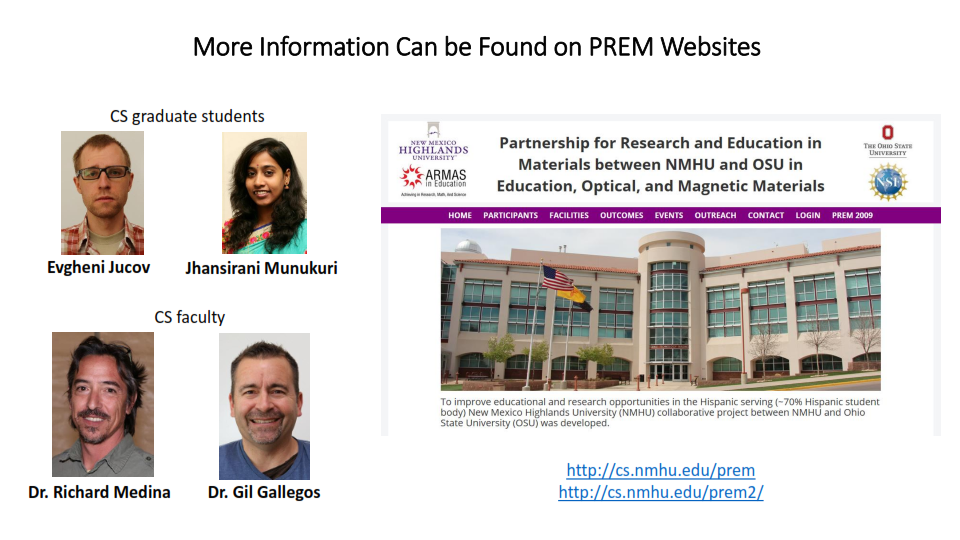 More Information Can be Found on PREM Websites
CS graduate students
Evgheni Jucov
Jhansirani Munukuri
CS faculty
Dr. Richard Medina
Dr. Gil Gallegos
NEW MEXICO
HIGHLANDS
UNIVERSITY
ARMAS
in Education
Achieving in Research, Math, And Science
Partnership for Research and Education in
Materials between NMHU and OSU in
Education, Optical, and Magnetic Materials
THE OHIO STATE
UNIVERSITY
NSF
HOME PARTICIPANTS FACILITIES OUTCOMES EVENTS OUTREACH CONTACT LOGIN PREM 2009
To improve educational and research opportunities in the Hispanic serving (~70% Hispanic student
body) New Mexico Highlands University (NMHU) collaborative project between NMHU and Ohio
State University (OSU) was developed.
http://cs.nmhu.edu/prem
http://cs.nmhu.edu/prem2/